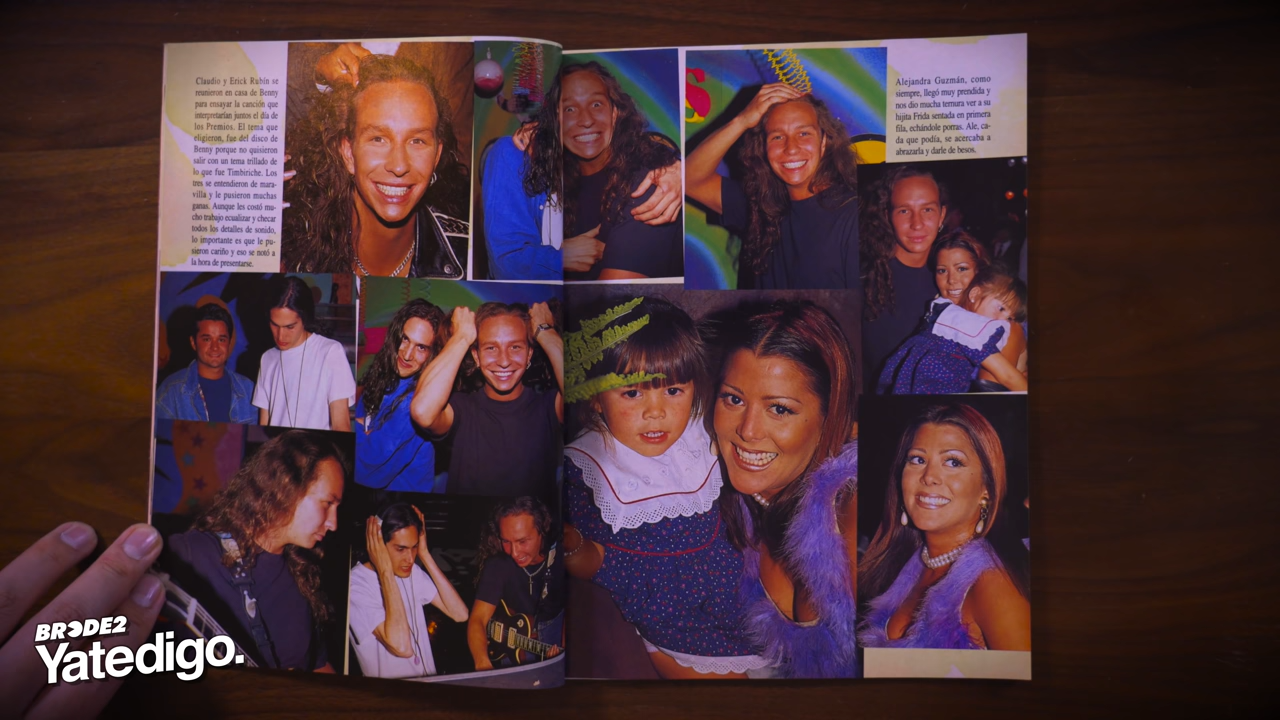 Claudio y Erick Rubín se
reunieron en casa de Benny
para ensayar la canción que
interpretarían juntos el día de
los Premios. El tema que
eligieron, fue del disco de
Benny porque no quisieron
salir con un tema trillado de
lo que fue Timbiriche. Los
tres se entendieron de mara-
villa y le pusieron muchas
ganas. Aunque les costó mu-
cho trabajo ecualizar y checar
todos los detalles de sonido,
lo importante es que le pu-
sieron cariño y eso se notó a
la hora de presentarse.
Alejandra Guzmán, como
siempre, llegó muy prendida y
nos dio mucha ternura ver a su
hijita Frida sentada en primera
fila, echándole porras. Ale, ca-
da que podía, se acercaba a
abrazarla y darle de besos.
BRODE2
Yatedigo.